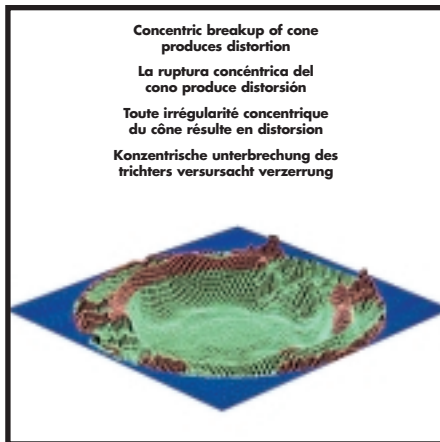 Concentric breakup of cone
produces distortion
La ruptura concéntrica del
cono produce distorsión
Toute irrégularité concentrique
du cône résulte en distorsion
Konzentrische unterbrechung des
trichters versursacht verzerrung